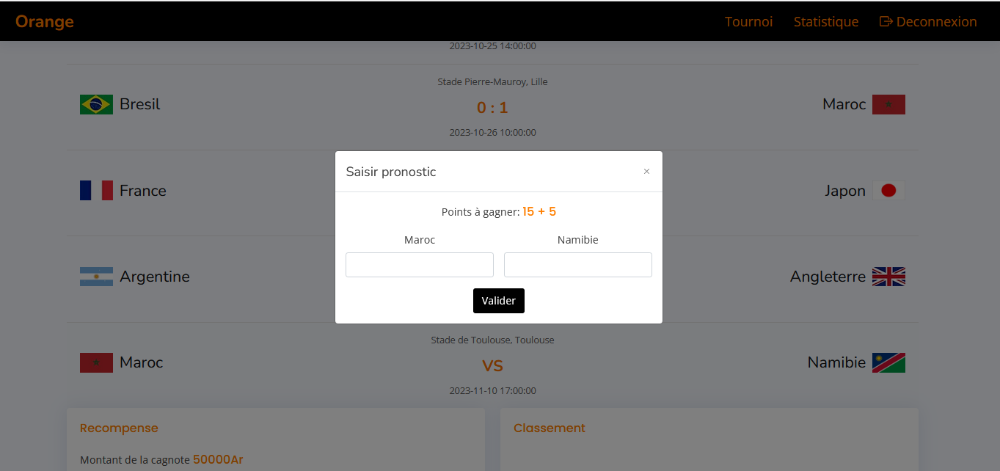 Orange
Tournoi
Statistique
Deconnexion
2023-10-25 14:00:00
Stade Pierre-Mauroy, Lille
Bresil
0 : 1
Maroc
2023-10-26 10:00:00
Saisir pronostic
×
France
Japon
Points à gagner: 15 + 5
Maroc
Namibie
Argentine
Angleterre
Valider
Stade de Toulouse, Toulouse
Maroc
VS
Namibie
2023-11-10 17:00:00
Recompense
Classement
Montant de la cagnote 50000Ar